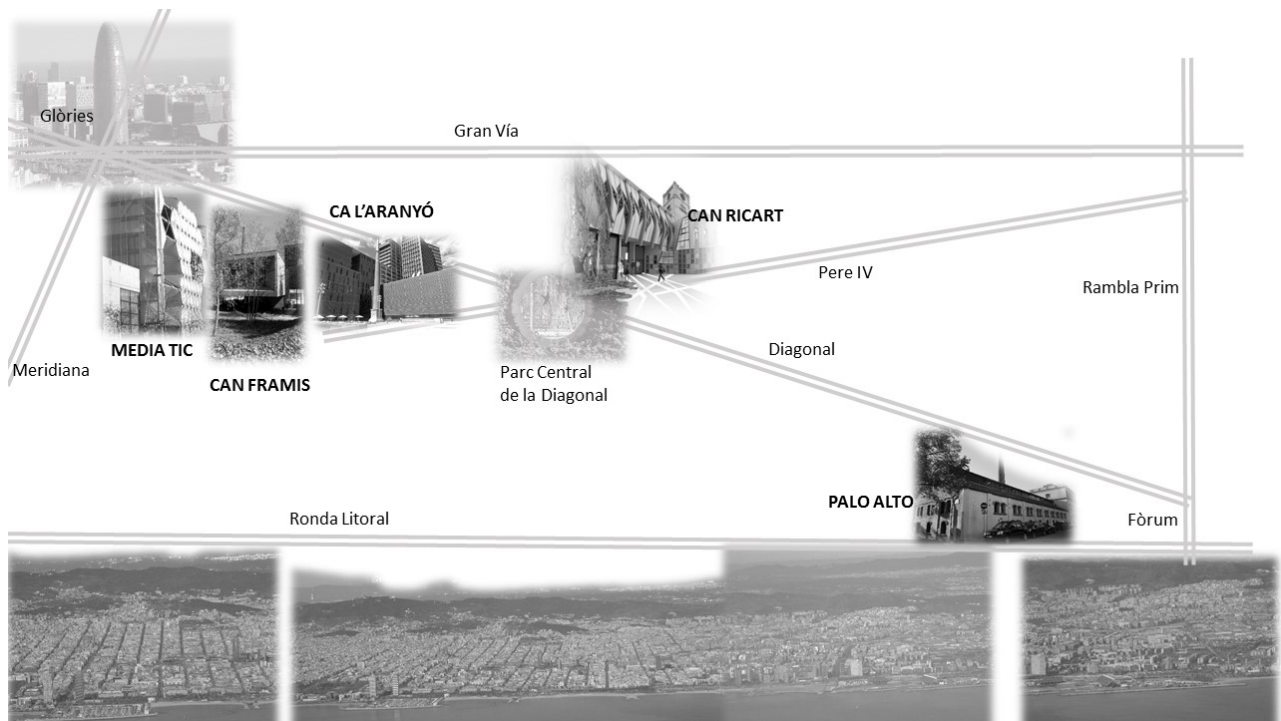 Glòries
Gran Vía
CA L'ARANYÓ
CAN RICART
Pere IV
Rambla Prim
MEDIA TIC
Diagonal
Meridiana
CAN FRAMIS
Parc Central
de la Diagonal
PALO ALTO
Ronda Litoral
Fòrum